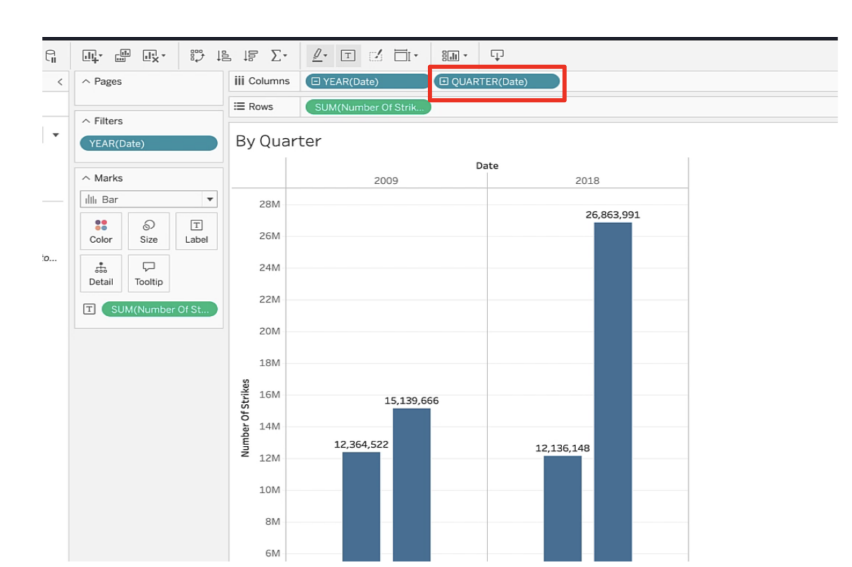 Pages
iii Columns
YEAR(Date)
QUARTER(Date)
Rows
SUM(Number Of Strik...
Filters
YEAR(Date)
Marks
Bar
Color
Size
Label
Detail
Tooltip
SUM(Number Of St...
'o...
By Quarter
Date
2009
2018
Number Of Strikes
28M
26M
24M
22M
20M
18M
16M
14M
12M
10M
8M
6M
12,364,522
15,139,666
12,136,148
26,863,991